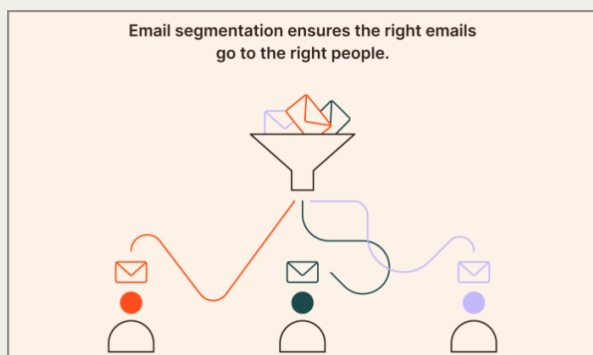 Email segmentation ensures the right emails
go to the right people.